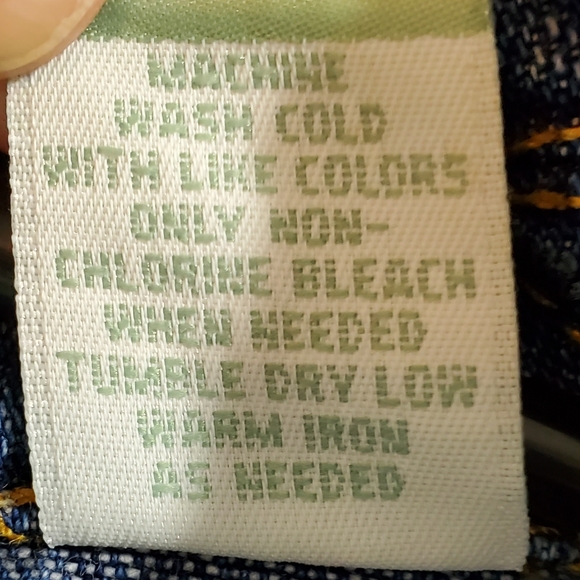 MACHINE
WASH COLD
WITH LIKE COLORS
ONLY NON-
CHLORINE BLEACH
WHEN NEEDED
TUMBLE DRY LOW
WARM IRON
AS NEEDED